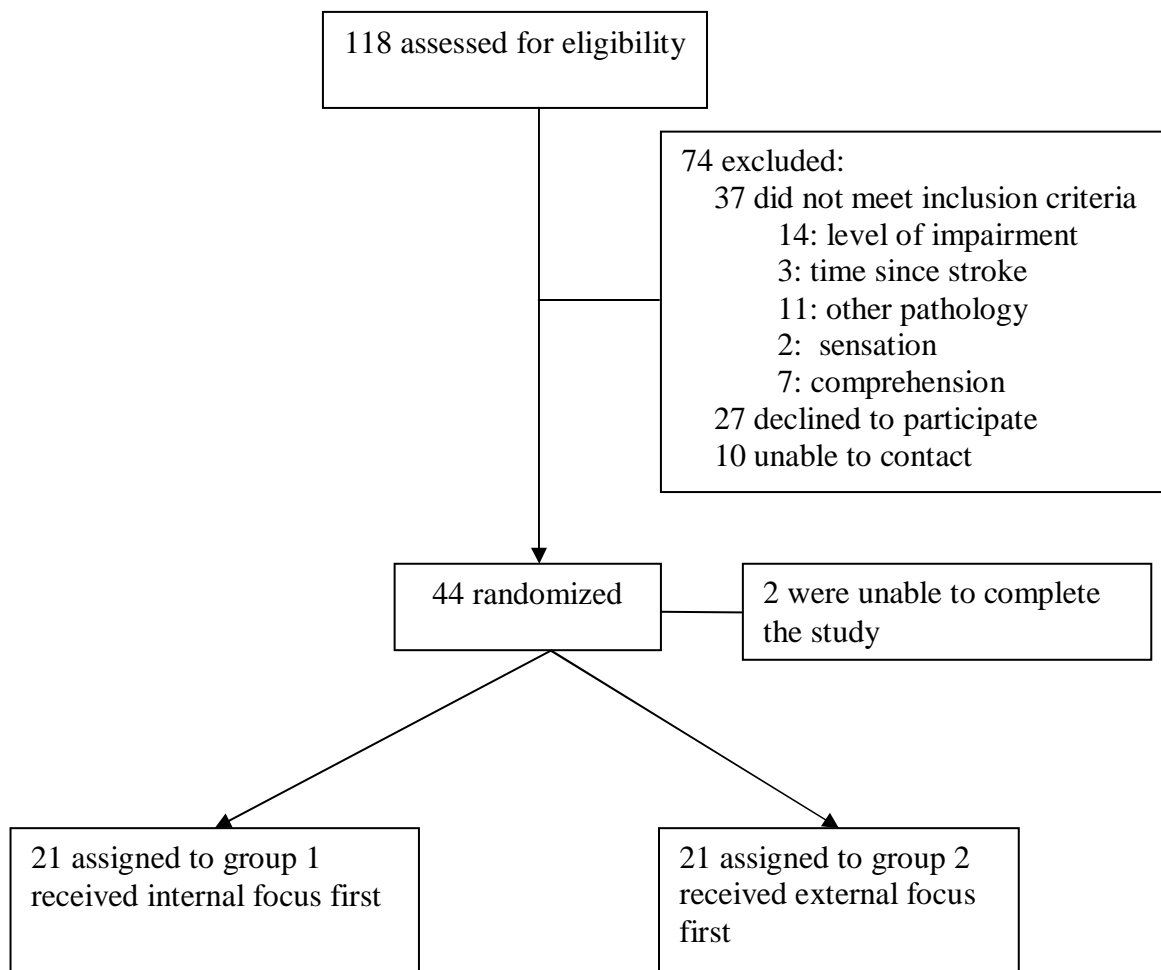 118 assessed for eligibility
74 excluded:
37 did not meet inclusion criteria
14: level of impairment
3: time since stroke
11: other pathology
2:  sensation
7: comprehension
27 declined to participate
10 unable to contact
44 randomized
2 were unable to complete
the study
21 assigned to group 1
received internal focus first
21 assigned to group 2
received external focus
first